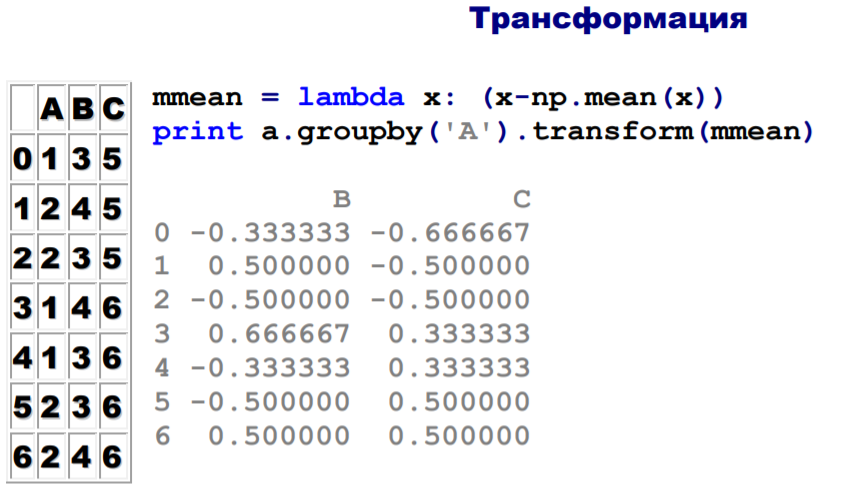 Трансформация
A B C
0 1 3 5
1 2 4 5
2 2 3 5
3 1 4 6
4 1 3 6
5 2 3 6
6 2 4 6
mmean = lambda x: (x-np.mean(x))
print a.groupby('A').transform(mmean)
B C
0 -0.333333 -0.666667
1 0.500000 -0.500000
2 -0.500000 -0.500000
3 0.666667 0.333333
4 -0.333333 0.333333
5 -0.500000 0.500000
6 0.500000 0.500000